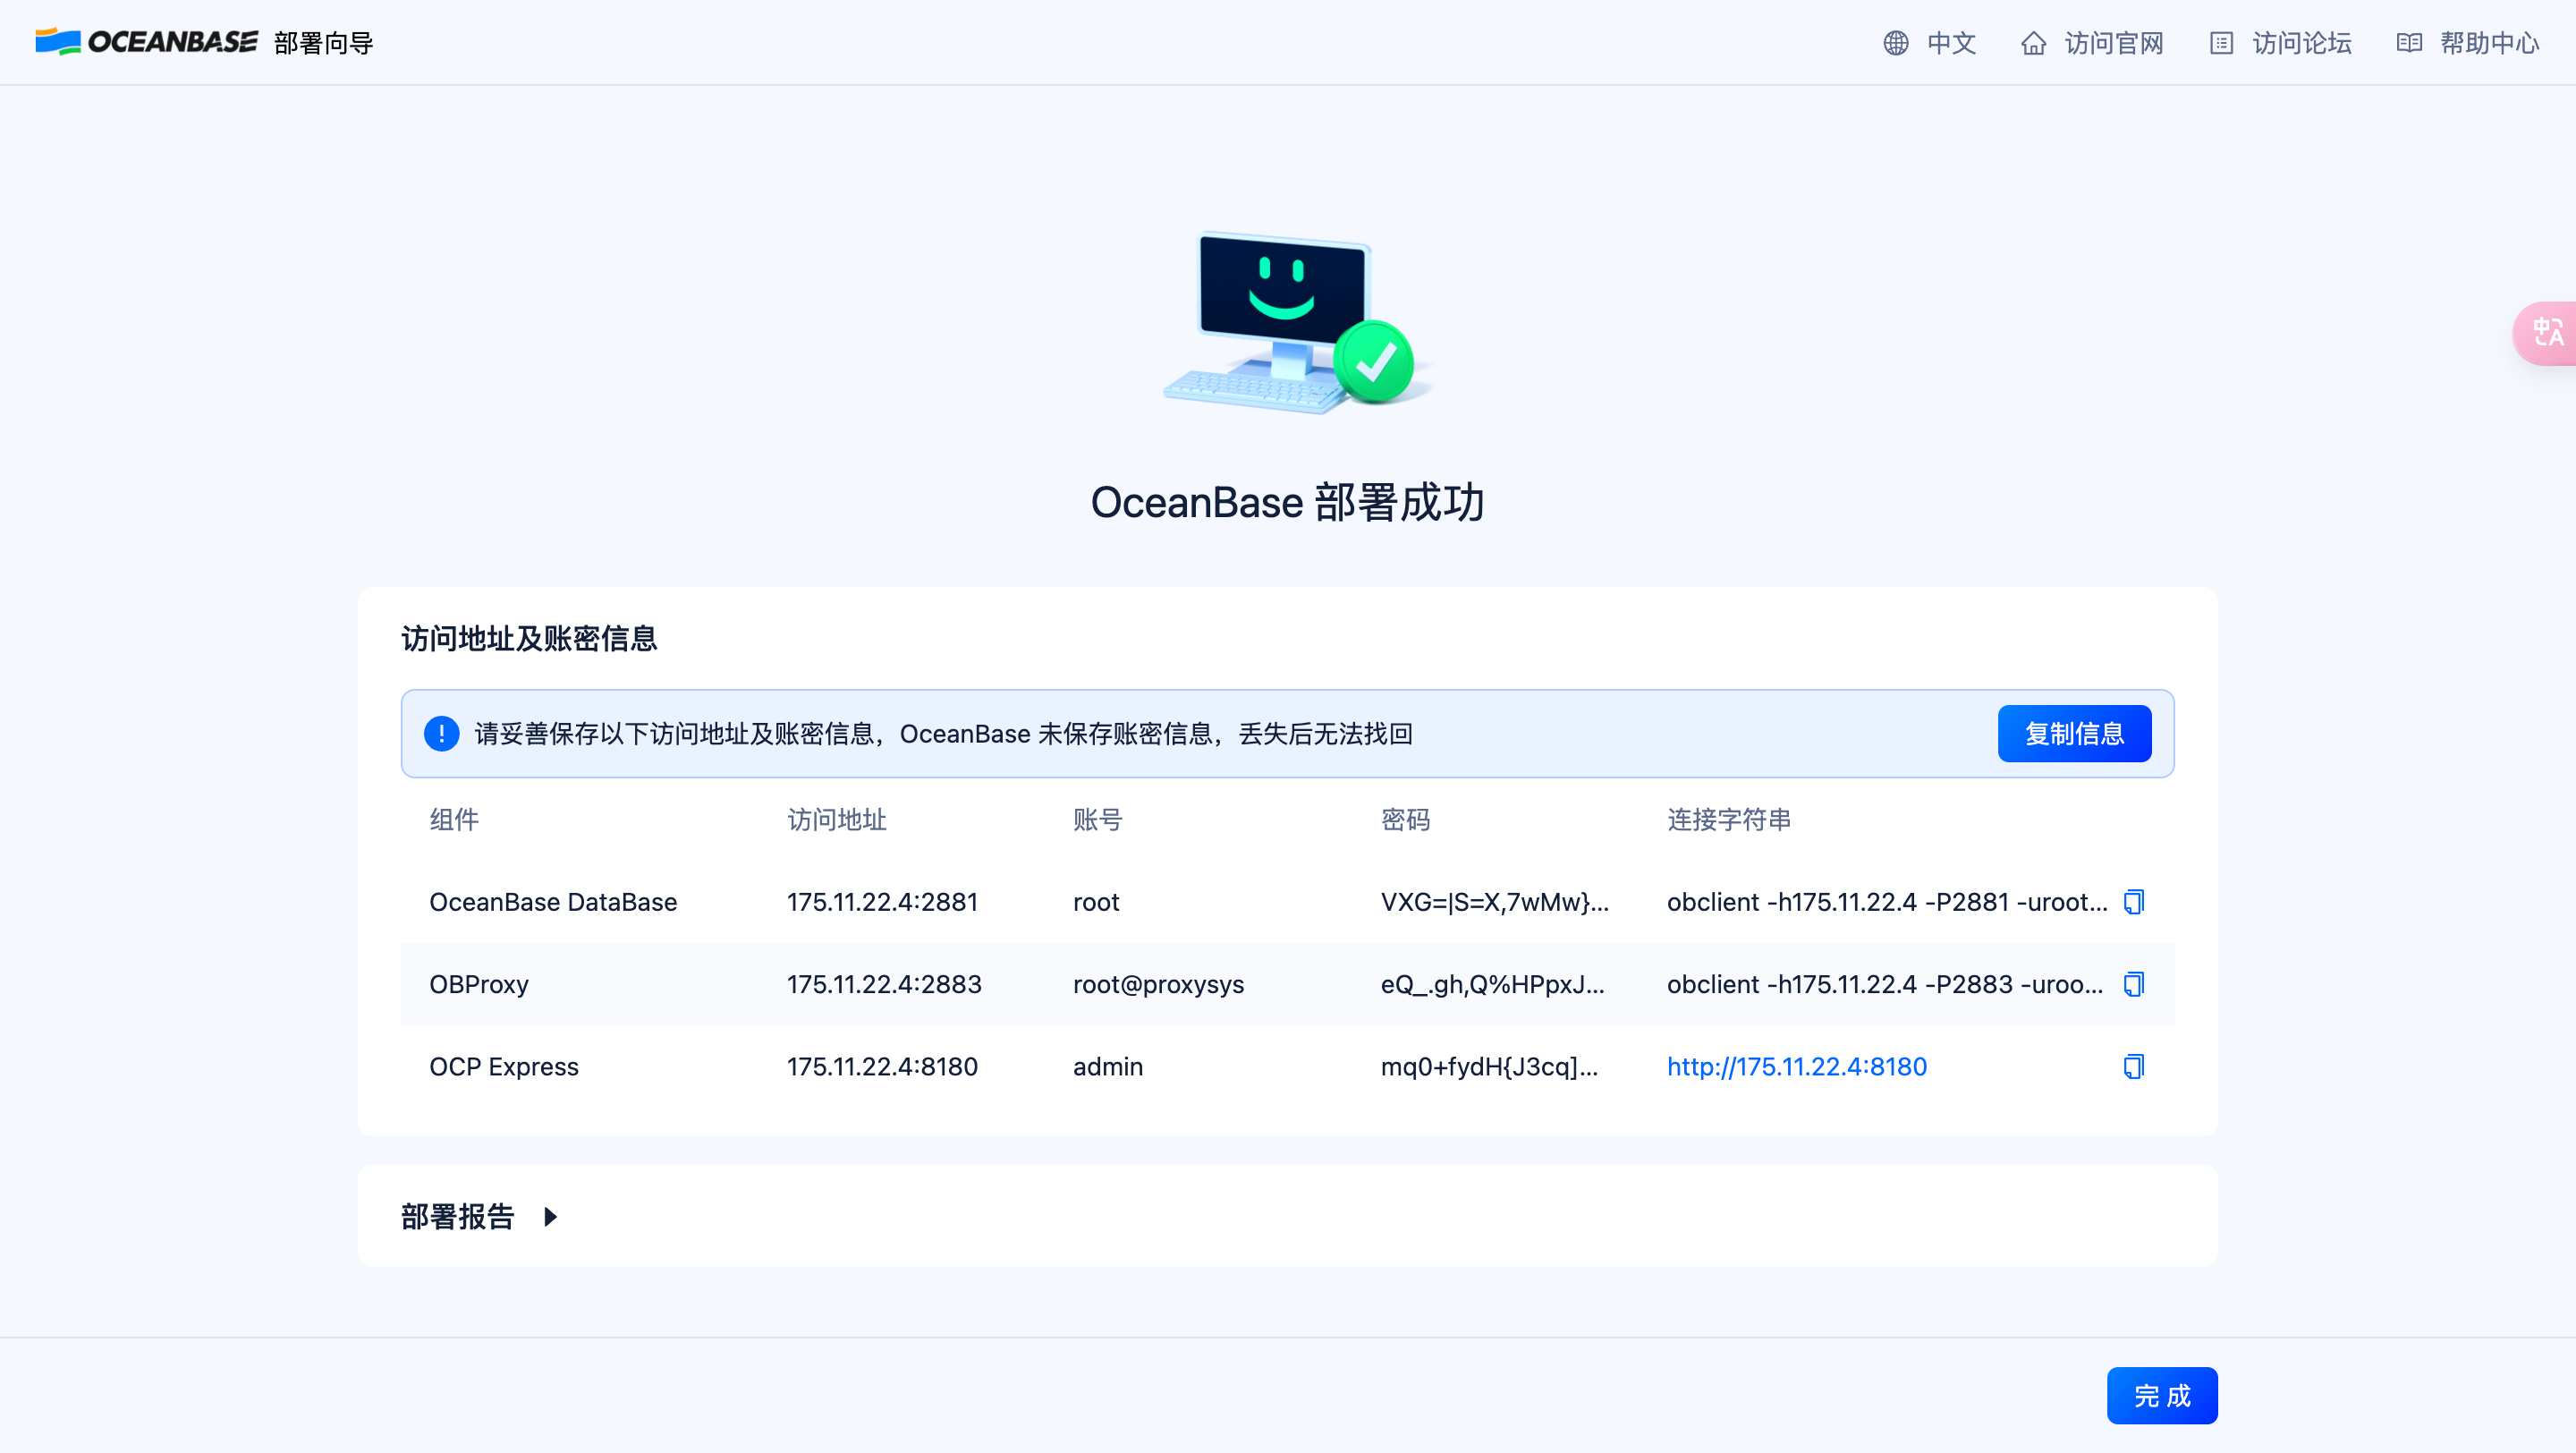 OCEANBASE 部署向导 中文 访问官网 访问论坛 帮助中心
OceanBase 部署成功
访问地址及账密信息
请妥善保存以下访问地址及账密信息，OceanBase 未保存账密信息，丢失后无法找回 复制信息
组件 访问地址 账号 密码 连接字符串
OceanBase DataBase 175.11.22.4:2881 root VXG=|S=X,7wMw}... obclient -h175.11.22.4 -P2881 -uroot...
OBProxy 175.11.22.4:2883 root@proxysys eQ_.gh,Q%HPpxJ... obclient -h175.11.22.4 -P2883 -uroo...
OCP Express 175.11.22.4:8180 admin mq0+fydH{J3cq]... http://175.11.22.4:8180
部署报告
完 成